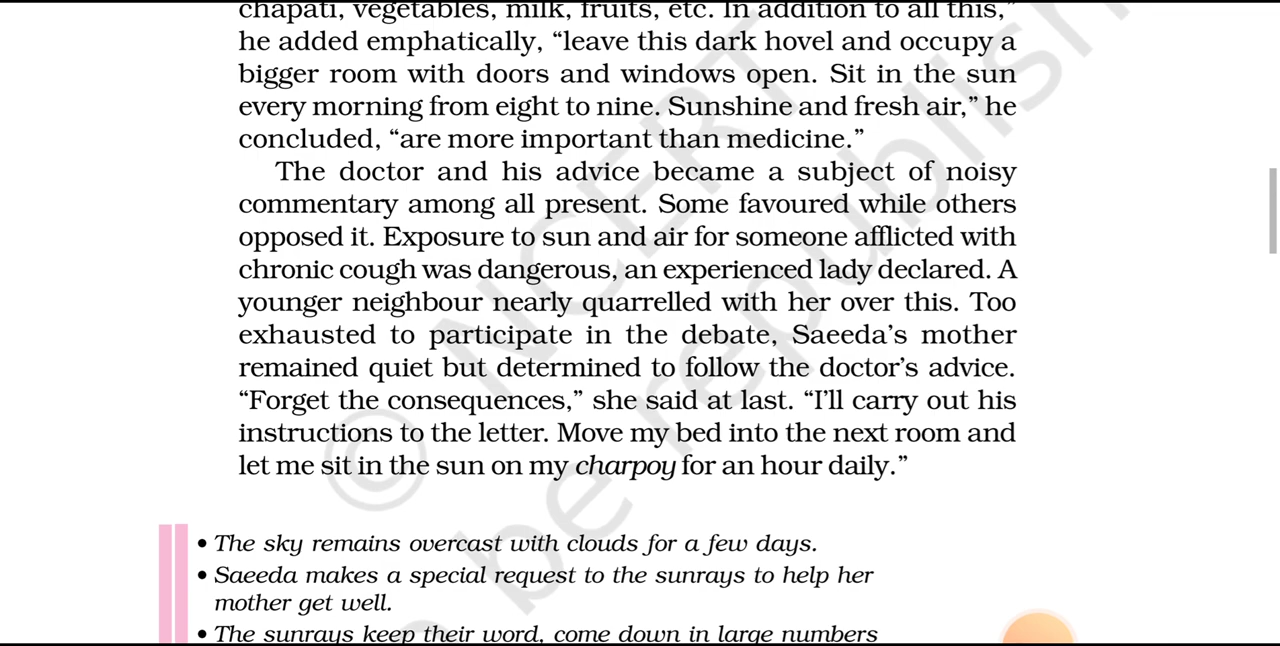 chapati, vegetables, milk, fruits, etc. In addition to all this,”
he added emphatically, “leave this dark hovel and occupy a
bigger room with doors and windows open. Sit in the sun
every morning from eight to nine. Sunshine and fresh air,” he
concluded, “are more important than medicine.”
The doctor and his advice became a subject of noisy
commentary among all present. Some favoured while others
opposed it. Exposure to sun and air for someone afflicted with
chronic cough was dangerous, an experienced lady declared. A
younger neighbour nearly quarrelled with her over this. Too
exhausted to participate in the debate, Saeeda’s mother
remained quiet but determined to follow the doctor’s advice.
“Forget the consequences,” she said at last. “I’ll carry out his
instructions to the letter. Move my bed into the next room and
let me sit in the sun on my charpoy for an hour daily.”
• The sky remains overcast with clouds for a few days.
• Saeeda makes a special request to the sunrays to help her
mother get well.
• The sunrays keep their word, come down in large numbers
© NCERT
be republish